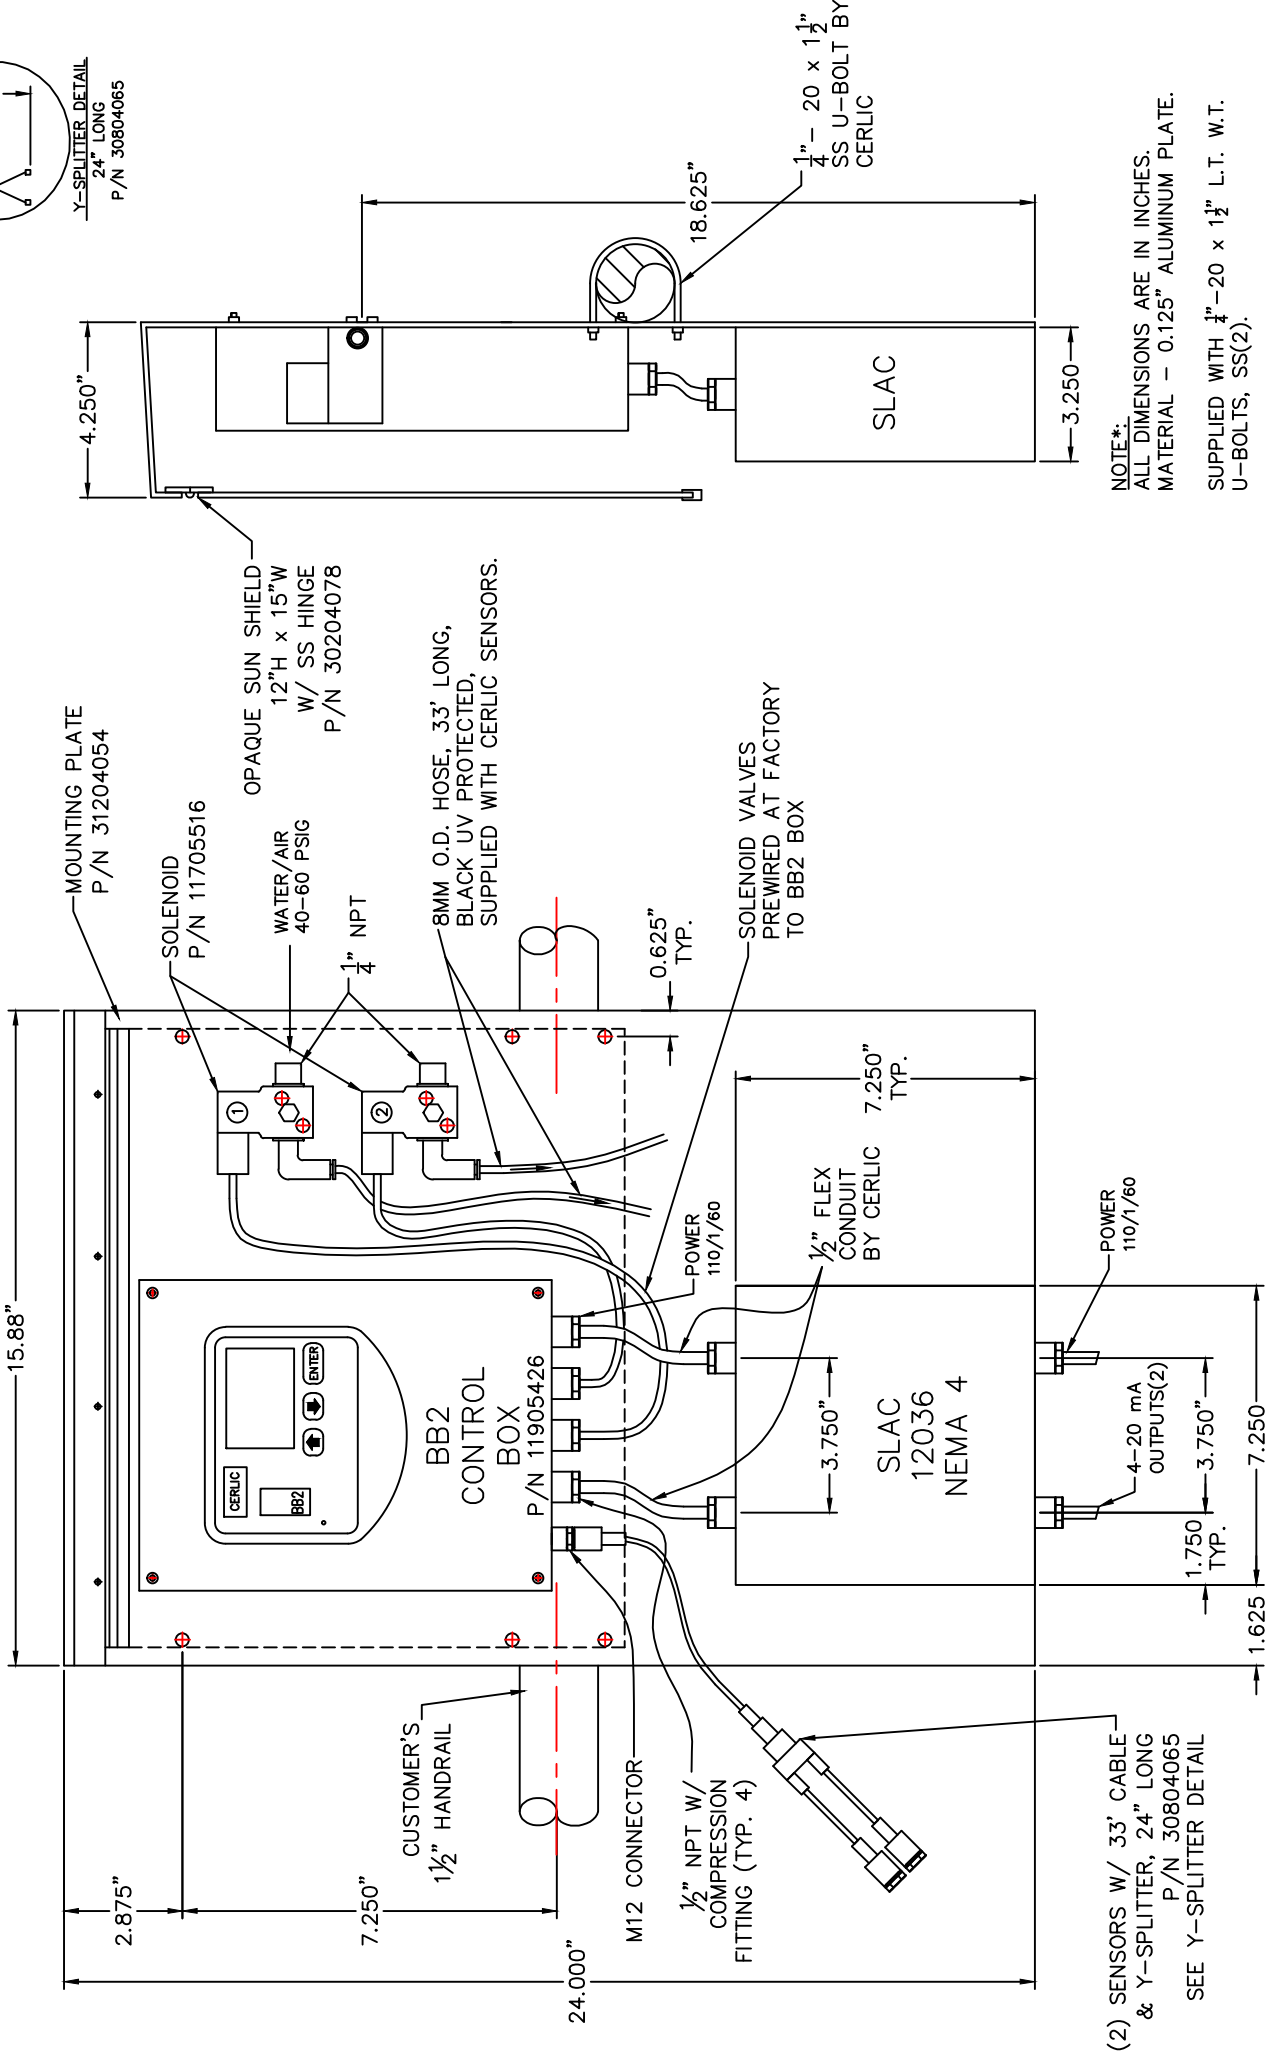 Y-SPLITTER DETAIL
24" LONG
P/N 30804065
MOUNTING PLATE
P/N 31204054
SOLENOID
P/N 11705516
WATER/AIR
40-60 PSIG
1/4" NPT
OPAQUE SUN SHIELD
12"H x 15"W
W/ SS HINGE
P/N 30204078
8MM O.D. HOSE, 33' LONG,
BLACK UV PROTECTED,
SUPPLIED WITH CERLIC SENSORS.
SOLENOID VALVES
PREWIRED AT FACTORY
TO BB2 BOX
0.625"
TYP.
15.88"
4.250"
18.625"
3.250
1/4"- 20 x 1 1/2"
SS U-BOLT BY
CERLIC
SLAC
NOTE*:
ALL DIMENSIONS ARE IN INCHES.
MATERIAL - 0.125" ALUMINUM PLATE.
SUPPLIED WITH 1/4"-20 x 1 1/2" L.T. W.T.
U-BOLTS, SS(2).
1
2
CERLIC
BB2
ENTER
BB2
CONTROL
BOX
P/N 11905426
POWER
110/1/60
1/2" FLEX
CONDUIT
BY CERLIC
7.250"
TYP.
3.750"
SLAC
12036
NEMA 4
POWER
110/1/60
4-20 mA
OUTPUTS(2)
3.750"
7.250
1.750
TYP.
1.625
CUSTOMER'S
1 1/2" HANDRAIL
M12 CONNECTOR
1/2" NPT W/
COMPRESSION
FITTING (TYP. 4)
2.875"
7.250"
24.000"
(2) SENSORS W/ 33' CABLE
& Y-SPLITTER, 24" LONG
P/N 30804065
SEE Y-SPLITTER DETAIL